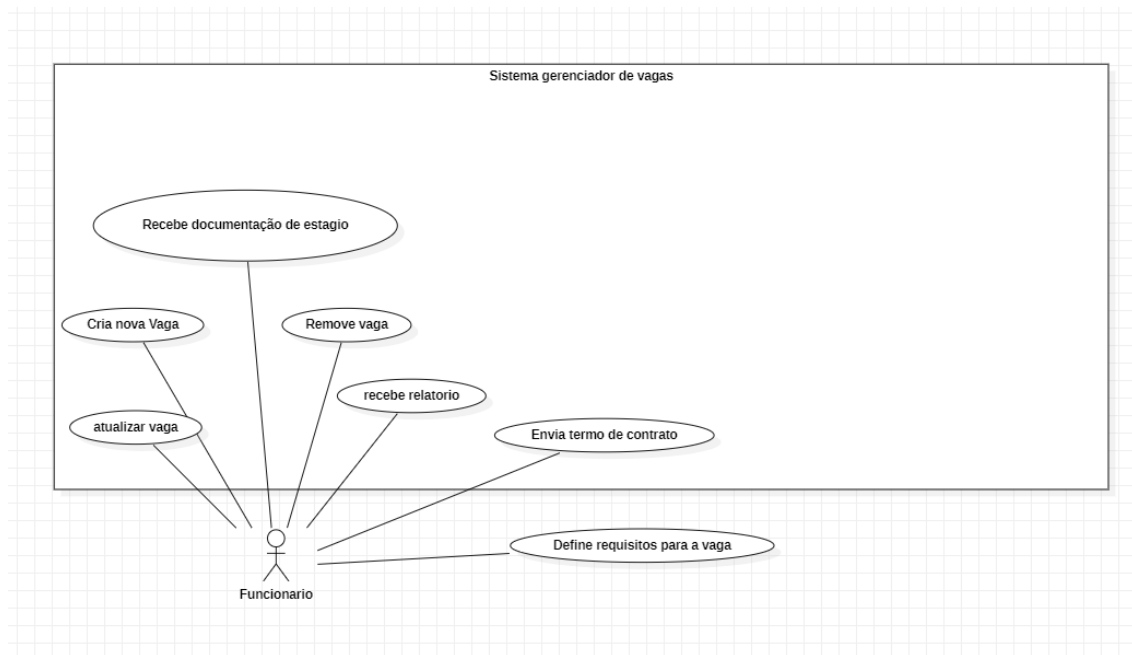 Sistema gerenciador de vagas
Recebe documentação de estagio
Cria nova Vaga
Remove vaga
recebe relatorio
atualizar vaga
Envia termo de contrato
Define requisitos para a vaga
Funcionario